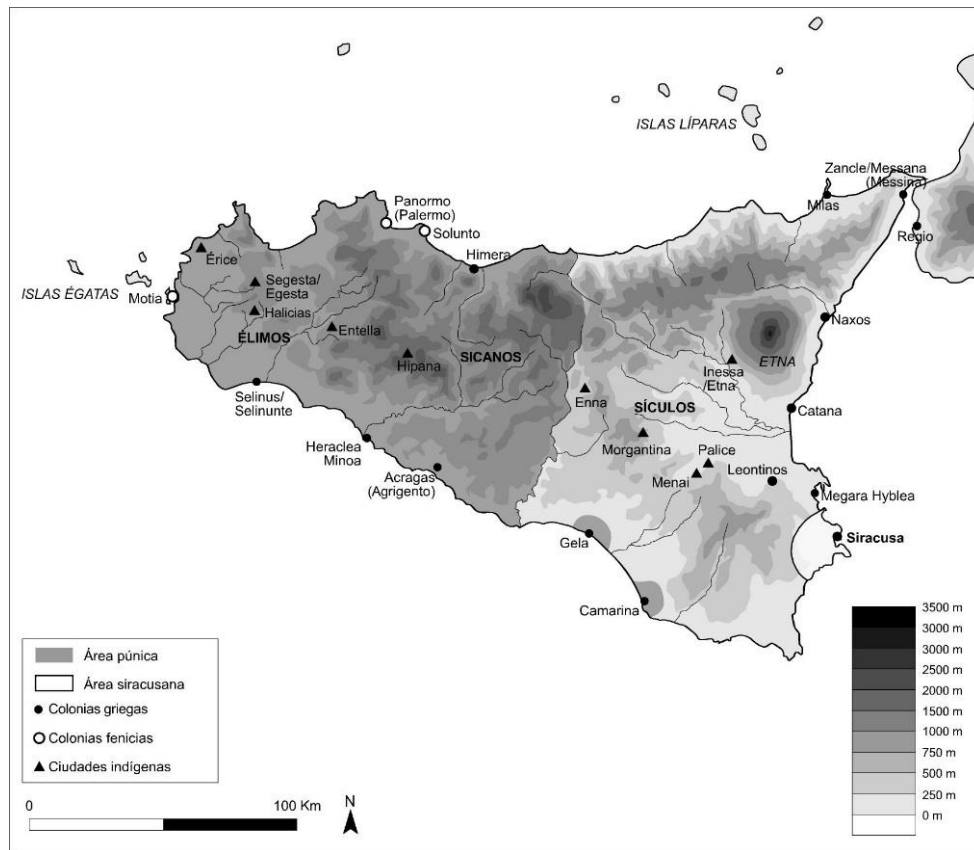 ISLAS LÍPARAS
Zancle/Messana
(Messina)
Milas
Regio
Panormo
(Palermo)
Solunto
Himera
Érice
Segesta/
Egesta
ISLAS ÉGATAS
Motia
Halicias
ÉLIMOS
Entella
Hipana
SICANOS
Naxos
ETNA
Inessa
/Etna
Enna
SÍCULOS
Catana
Selinus/
Selinunte
Heraclea
Minoa
Acragas
(Agrigento)
Morgantina
Palice
Menai
Leontinos
Megara Hyblea
Gela
Siracusa
Camarina
Área púnica
Área siracusana
Colonias griegas
Colonias fenicias
Ciudades indígenas
0
100 Km
N
3500 m
3000 m
3000 m
2500 m
2000 m
1500 m
1000 m
750 m
500 m
250 m
0 m